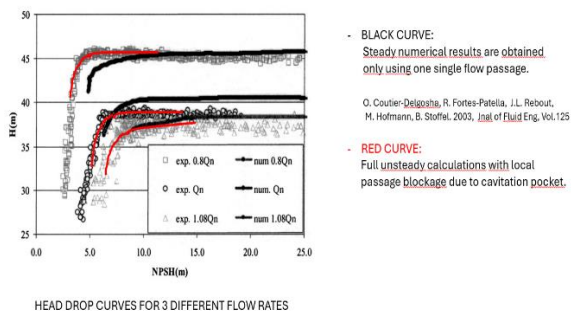 50
45
40
35
30
25
H(m)
exp. 0.8Qn num 0.8Qn
exp. Qn num. Qn
exp. 1.08Qn num 1.08Qn
0.0 5.0 10.0 15.0 20.0 25.0
NPSH(m)
HEAD DROP CURVES FOR 3 DIFFERENT FLOW RATES
- BLACK CURVE:
Steady numerical results are obtained
only using one single flow passage.
O. Coutier-Delgosha, R. Fortes-Patella, J.L. Rebout,
M. Hofmann, B. Stoffel. 2003, Jnal of Fluid Eng, Vol.125
- RED CURVE:
Full unsteady calculations with local
passage blockage due to cavitation pocket.